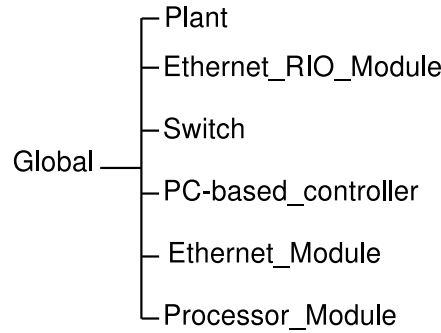 Plant
Ethernet_RIO_Module
Switch
Global
PC-based_controller
Ethernet_Module
Processor_Module